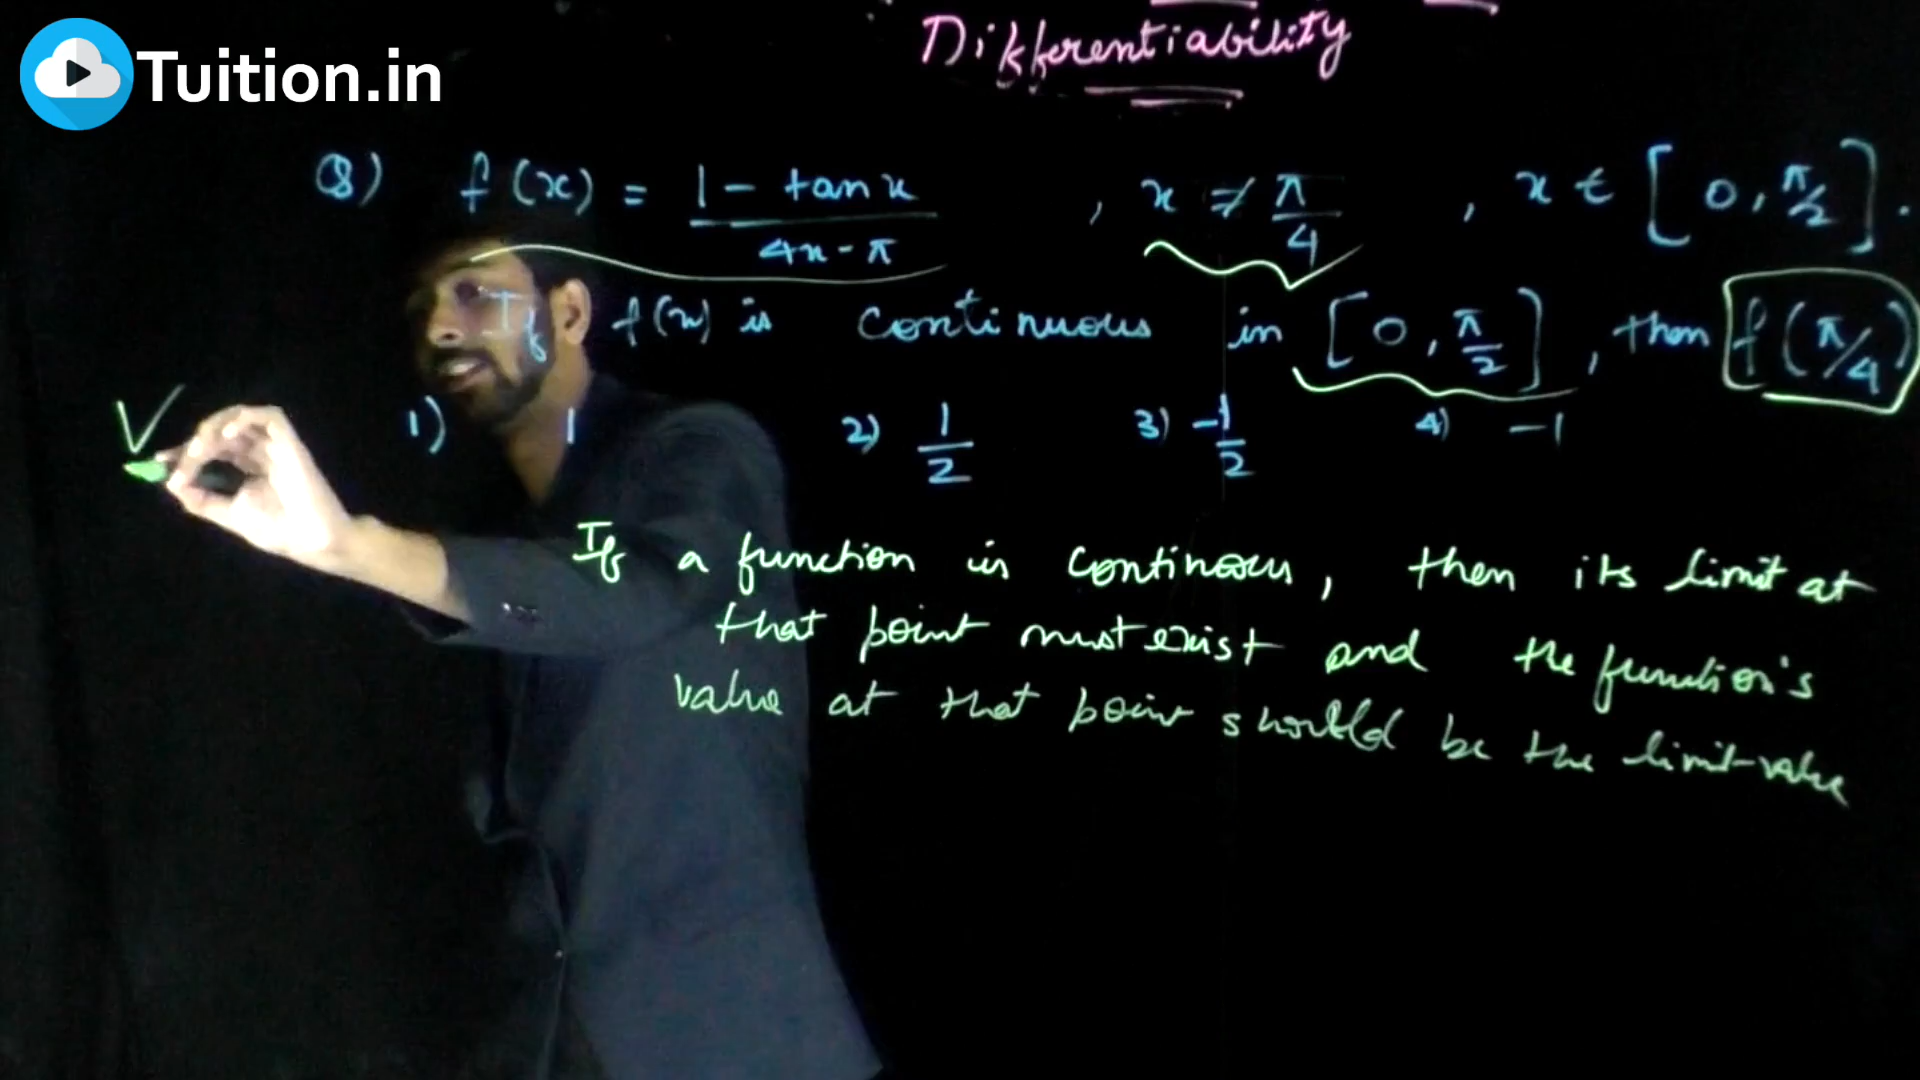 Tuition.in
Differentiability
Q) f(x) = 1 - tan x / 4x - π , x ≠ π/4 , x ∈ [0, π/2].
If f(x) is continuous in [0, π/2], then f(π/4)
1) 1 2) 1/2 3) -1/2 4) -1
V
If a function is continous, then its limit at
that point must exist and the function's
value at that point should be the limit value